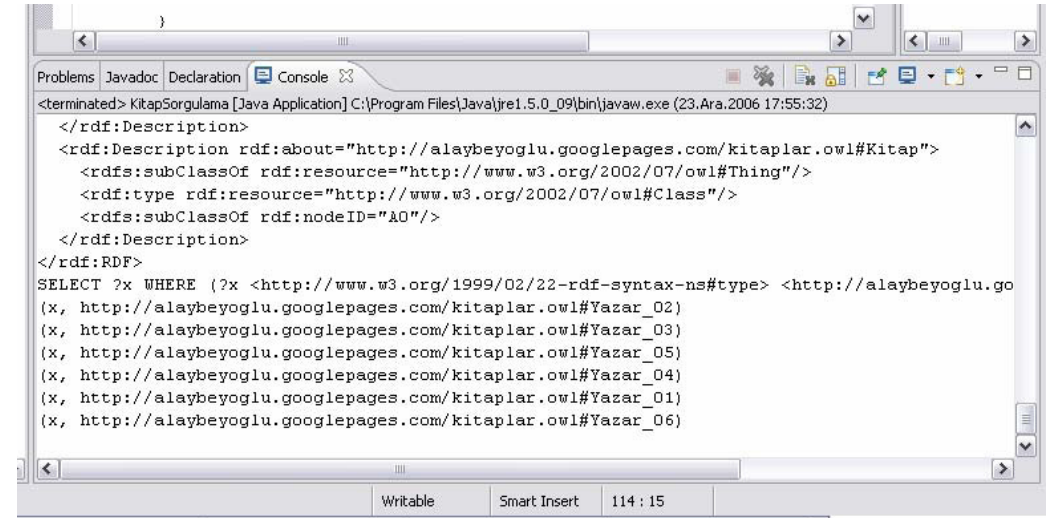 }
Problems Javadoc Declaration Console
<terminated> KitapSorgulama [Java Application] C:\Program Files\Java\jre1.5.0_09\bin\javaw.exe (23.Ara.2006 17:55:32)
</rdf:Description>
<rdf:Description rdf:about="http://alaybeyoglu.googlepages.com/kitaplar.owl#Kitap">
<rdfs:subClassOf rdf:resource="http://www.w3.org/2002/07/owl#Thing"/>
<rdf:type rdf:resource="http://www.w3.org/2002/07/owl#Class"/>
<rdfs:subClassOf rdf:nodeID="A0"/>
</rdf:Description>
</rdf:RDF>
SELECT ?x WHERE (?x <http://www.w3.org/1999/02/22-rdf-syntax-ns#type> <http://alaybeyoglu.go
(x, http://alaybeyoglu.googlepages.com/kitaplar.owl#Yazar_02)
(x, http://alaybeyoglu.googlepages.com/kitaplar.owl#Yazar_03)
(x, http://alaybeyoglu.googlepages.com/kitaplar.owl#Yazar_05)
(x, http://alaybeyoglu.googlepages.com/kitaplar.owl#Yazar_04)
(x, http://alaybeyoglu.googlepages.com/kitaplar.owl#Yazar_01)
(x, http://alaybeyoglu.googlepages.com/kitaplar.owl#Yazar_06)
Writable Smart Insert 114 : 15